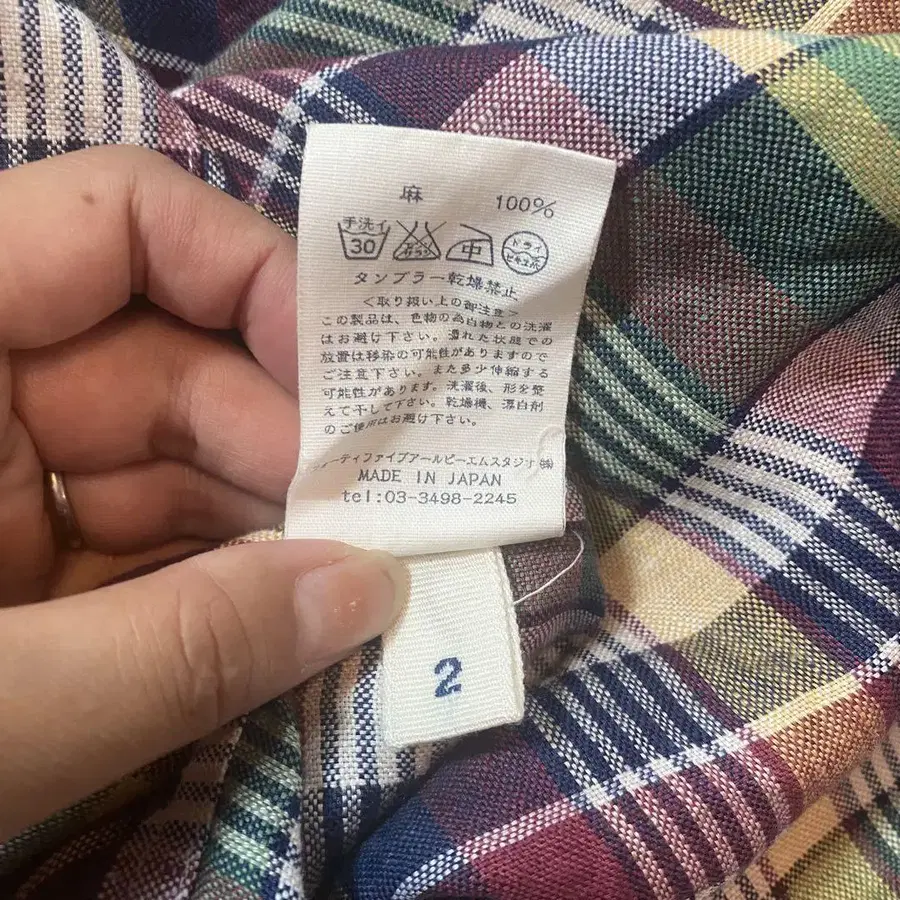 麻 100%
手洗イ
30
エンソ サラシ
中
ドライ
セキユ系
タンブラー乾燥禁止
<取り扱い上の御注意>
この製品は、色物の為白物との洗濯
はお避け下さい。濡れた状態での
放置は移染の可能性がありますので
ご注意下さい。また多少伸縮する
可能性があります。洗濯後、形を整
えて干して下さい。乾燥機、漂白剤
のご使用はお避け下さい。
ォーティファイブアールピーエムスタジオ㈱
MADE IN JAPAN
tel:03-3498-2245
2